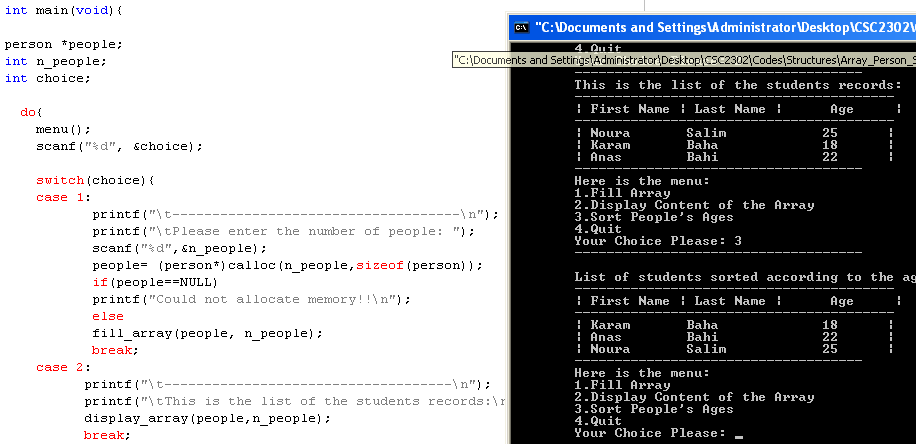 int main(void){
person *people;
int n_people;
int choice;
do{
menu();
scanf("%d", &choice);
switch(choice){
case 1:
printf("\t------------------------------------\n");
printf("\tPlease enter the number of people: ");
scanf("%d",&n_people);
people= (person*)calloc(n_people,sizeof(person));
if(people==NULL)
printf("Could not allocate memory!!\n");
else
fill_array(people, n_people);
break;
case 2:
printf("\t------------------------------------\n");
printf("\tThis is the list of the students records:\
display_array(people,n_people);
break;
"C:\Documents and Settings\Administrator\Desktop\CSC2302\
4.Quit
"C:\Documents and Settings\Administrator\Desktop\CSC2302\Codes\Structures\Array_Person_S
------------------------------------
This is the list of the students records:
----------------------------------------
¦ First Name ¦ Last Name ¦ Age ¦
----------------------------------------
¦ Noura Salim 25 ¦
¦ Karam Baha 18 ¦
¦ Anas Bahi 22 ¦
------------------------------------
Here is the menu:
1.Fill Array
2.Display Content of the Array
3.Sort People's Ages
4.Quit
Your Choice Please: 3
------------------------------------
List of students sorted according to the ag
----------------------------------------
¦ First Name ¦ Last Name ¦ Age ¦
----------------------------------------
¦ Karam Baha 18 ¦
¦ Anas Bahi 22 ¦
¦ Noura Salim 25 ¦
------------------------------------
Here is the menu:
1.Fill Array
2.Display Content of the Array
3.Sort People's Ages
4.Quit
Your Choice Please: _